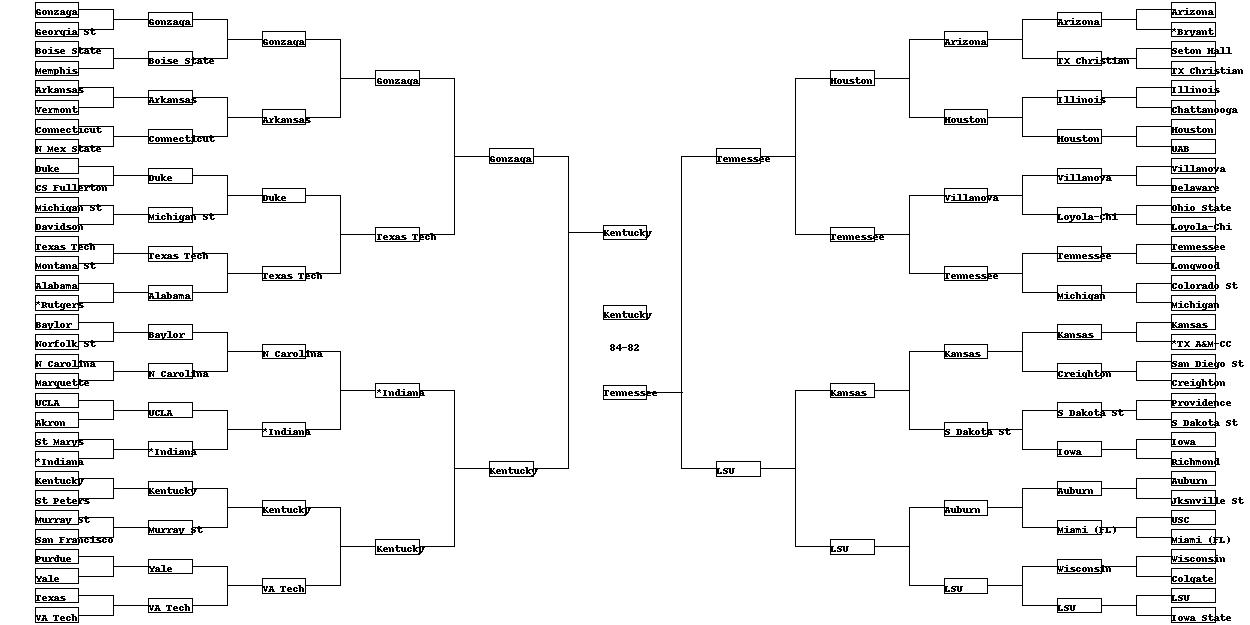 Gonzaga
Georgia St
Boise State
Memphis
Arkansas
Vermont
Connecticut
N Mex State
Duke
CS Fullerton
Michigan St
Davidson
Texas Tech
Montana St
Alabama
*Rutgers
Baylor
Norfolk St
N Carolina
Marquette
UCLA
Akron
St Marys
*Indiana
Kentucky
St Peters
Murray St
San Francisco
Purdue
Yale
Texas
VA Tech
Gonzaga
Boise State
Arkansas
Connecticut
Duke
Michigan St
Texas Tech
Alabama
Baylor
N Carolina
UCLA
*Indiana
Kentucky
Murray St
Yale
VA Tech
Gonzaga
Arkansas
Duke
Texas Tech
N Carolina
*Indiana
Kentucky
VA Tech
Gonzaga
Texas Tech
*Indiana
Kentucky
Gonzaga
Kentucky
Kentucky
Kentucky
84-82
Tennessee
Tennessee
LSU
Houston
Tennessee
Kansas
LSU
Arizona
Houston
Villanova
Tennessee
Kansas
S Dakota St
Auburn
LSU
Arizona
TX Christian
Illinois
Houston
Villanova
Loyola-Chi
Tennessee
Michigan
Kansas
Creighton
S Dakota St
Iowa
Auburn
Miami (FL)
Wisconsin
LSU
Arizona
*Bryant
Seton Hall
TX Christian
Illinois
Chattanooga
Houston
UAB
Villanova
Delaware
Ohio State
Loyola-Chi
Tennessee
Longwood
Colorado St
Michigan
Kansas
*TX A&M-CC
San Diego St
Creighton
Providence
S Dakota St
Iowa
Richmond
Auburn
Jksnville St
USC
Miami (FL)
Wisconsin
Colgate
LSU
Iowa State